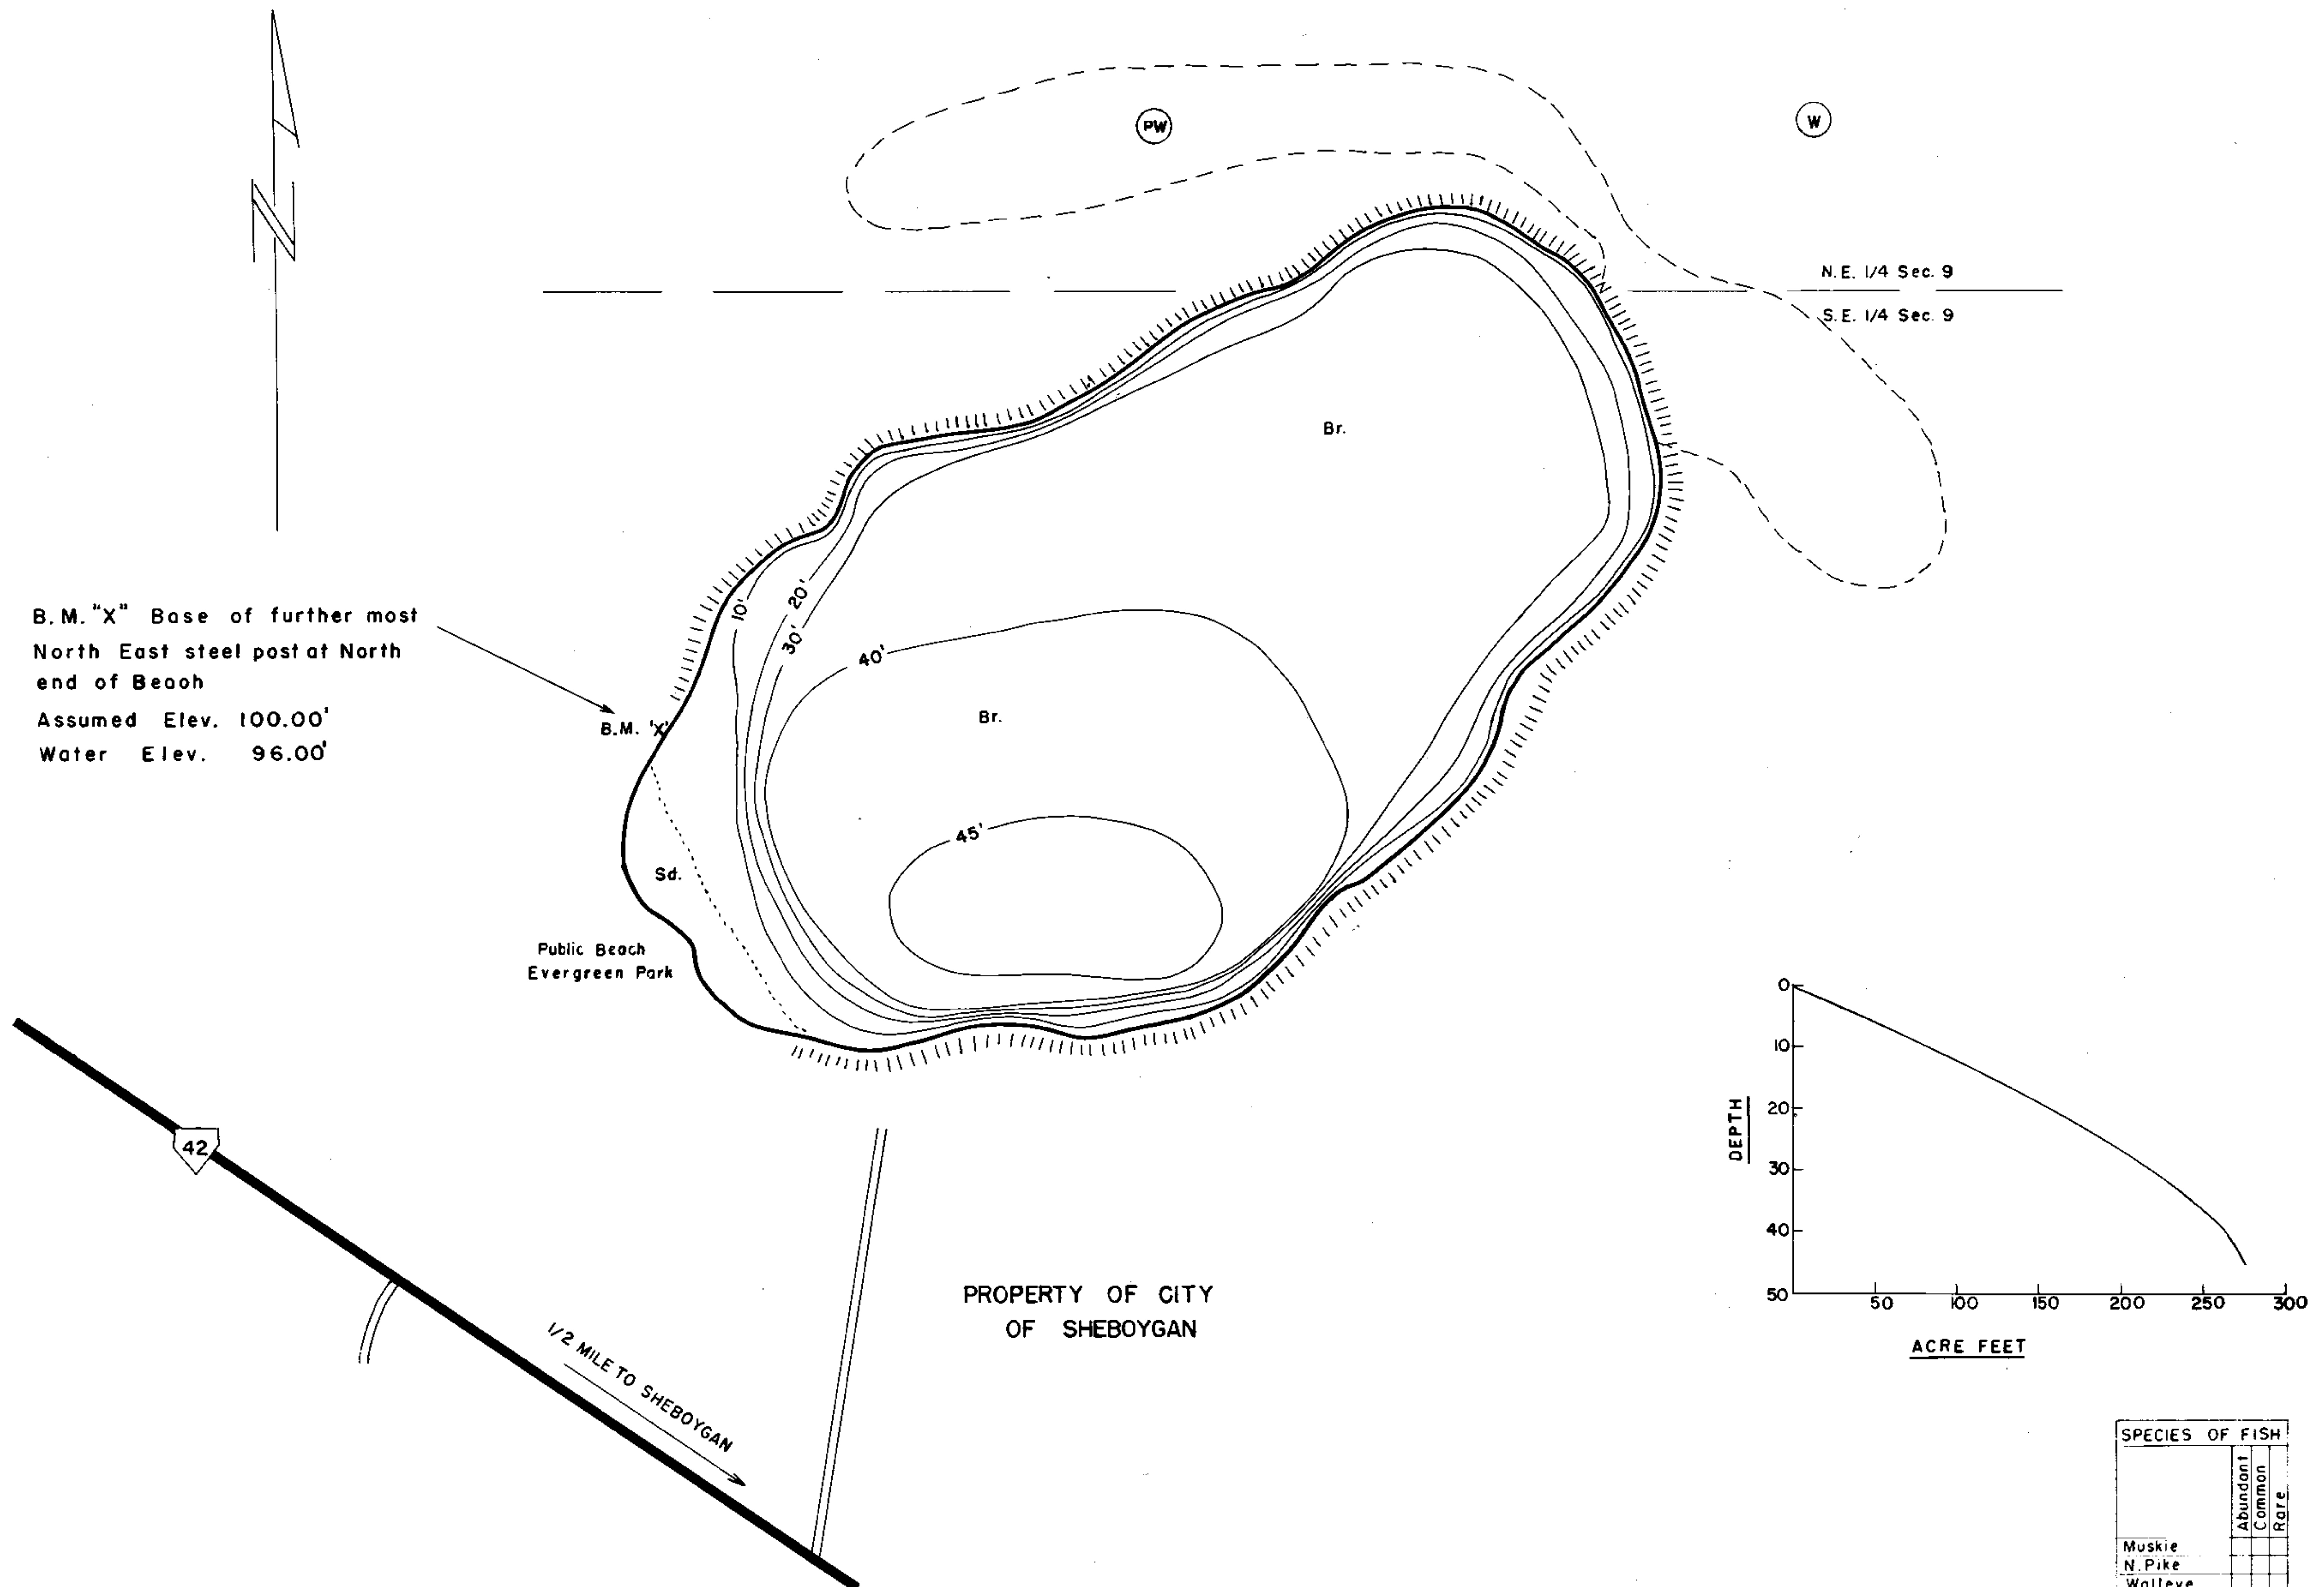 PW
W
N
N.E. 1/4 Sec. 9
S.E. 1/4 Sec. 9
Br.
10'
20'
30'
40'
B.M. "X" Base of further most
North East steel post at North
end of Beach
Assumed Elev. 100.00'
Water Elev. 96.00'
B.M. 'X'
Br.
45'
Sd.
Public Beach
Evergreen Park
42
1/2 MILE TO SHEBOYGAN
PROPERTY OF CITY
OF SHEBOYGAN
DEPTH
0
10
20
30
40
50
50 100 150 200 250 300
ACRE FEET
SPECIES OF FISH
Abundant
Common
Rare
Muskie
N. Pike
Walleye